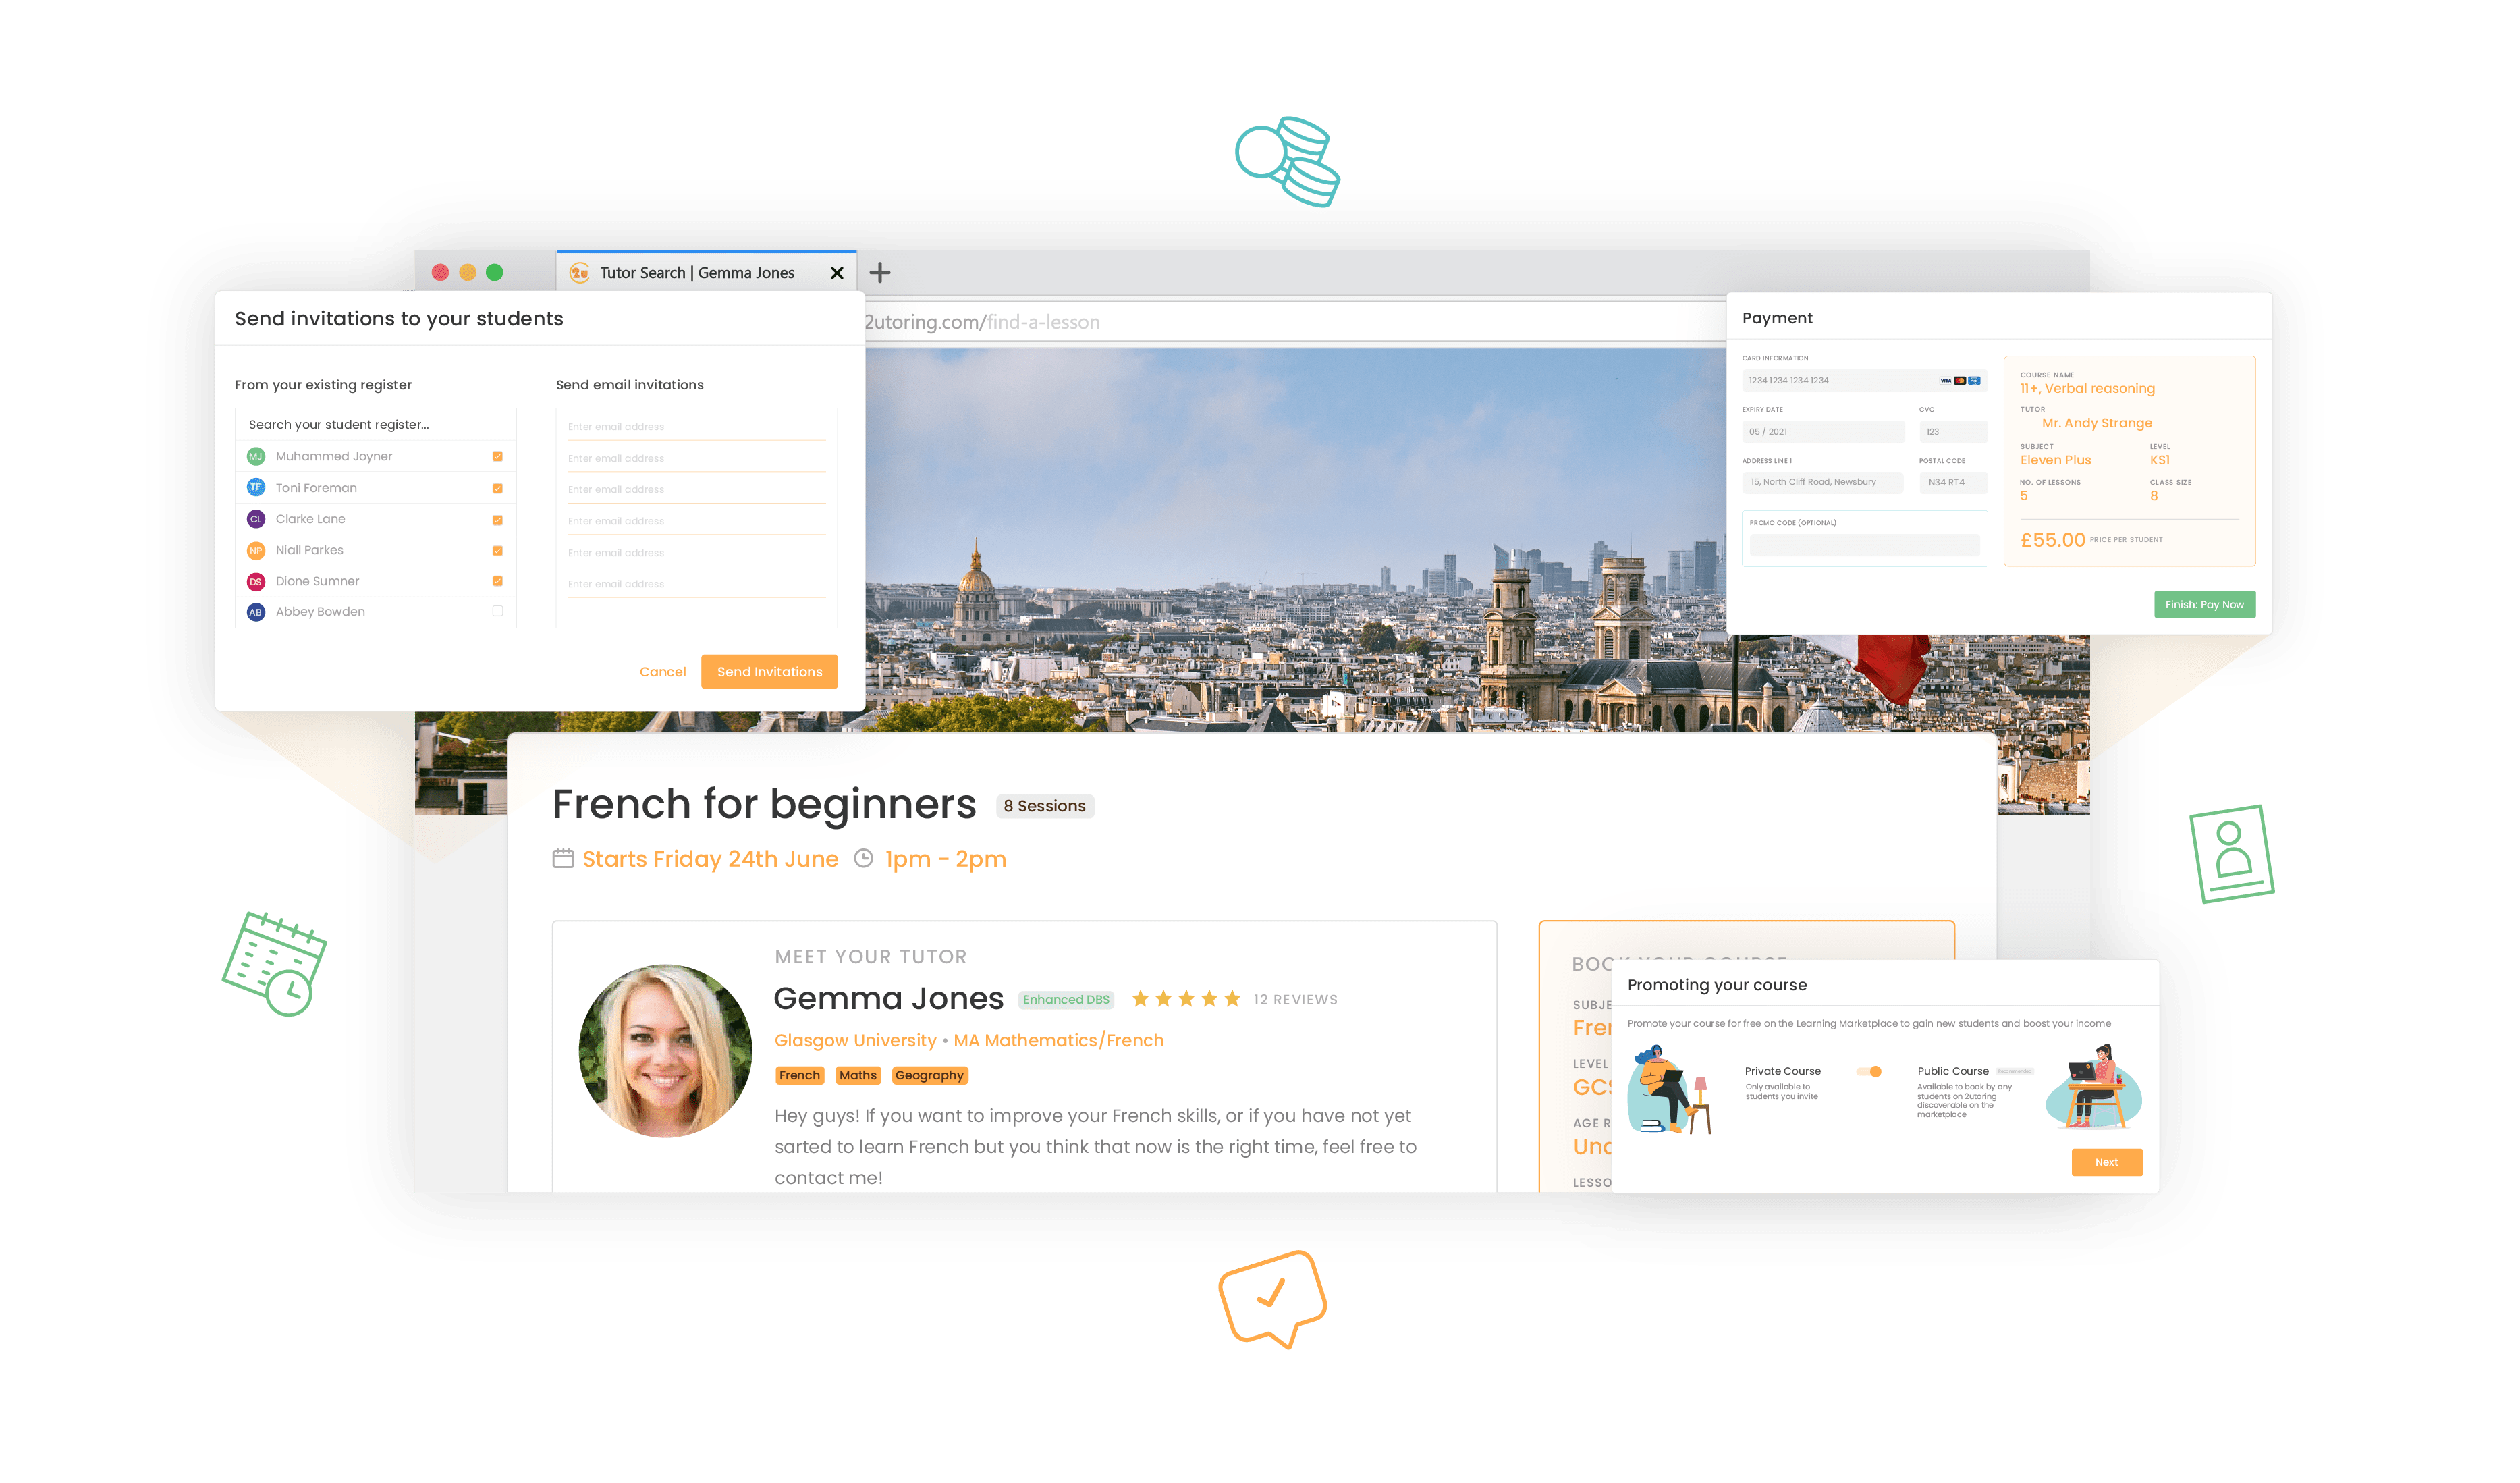 2u Tutor Search | Gemma Jones
2utoring.com/find-a-lesson
Send invitations to your students
From your existing register
Search your student register...
MJ Muhammed Joyner
TF Toni Foreman
CL Clarke Lane
NP Niall Parkes
DS Dione Sumner
AB Abbey Bowden
Send email invitations
Enter email address
Enter email address
Enter email address
Enter email address
Enter email address
Enter email address
Cancel
Send Invitations
Payment
CARD INFORMATION
1234 1234 1234 1234
VISA
EXPIRY DATE
CVC
05 / 2021
123
ADDRESS LINE 1
POSTAL CODE
15, North Cliff Road, Newsbury
N34 RT4
PROMO CODE (OPTIONAL)
COURSE NAME
11+, Verbal reasoning
TUTOR
Mr. Andy Strange
SUBJECT
LEVEL
Eleven Plus
KS1
NO. OF LESSONS
CLASS SIZE
5
8
£55.00 PRICE PER STUDENT
Finish: Pay Now
French for beginners 8 Sessions
Starts Friday 24th June 1pm - 2pm
MEET YOUR TUTOR
Gemma Jones Enhanced DBS 12 REVIEWS
Glasgow University • MA Mathematics/French
French Maths Geography
Hey guys! If you want to improve your French skills, or if you have not yet
sarted to learn French but you think that now is the right time, feel free to
contact me!
BOOK YOUR COURSE
SUBJE
Fre
LEVEL
GCS
AGE R
Und
LESSO
Promoting your course
Promote your course for free on the Learning Marketplace to gain new students and boost your income
Private Course
Only available to
students you invite
Public Course Recommended
Available to book by any
students on 2utoring
discoverable on the
marketplace
Next